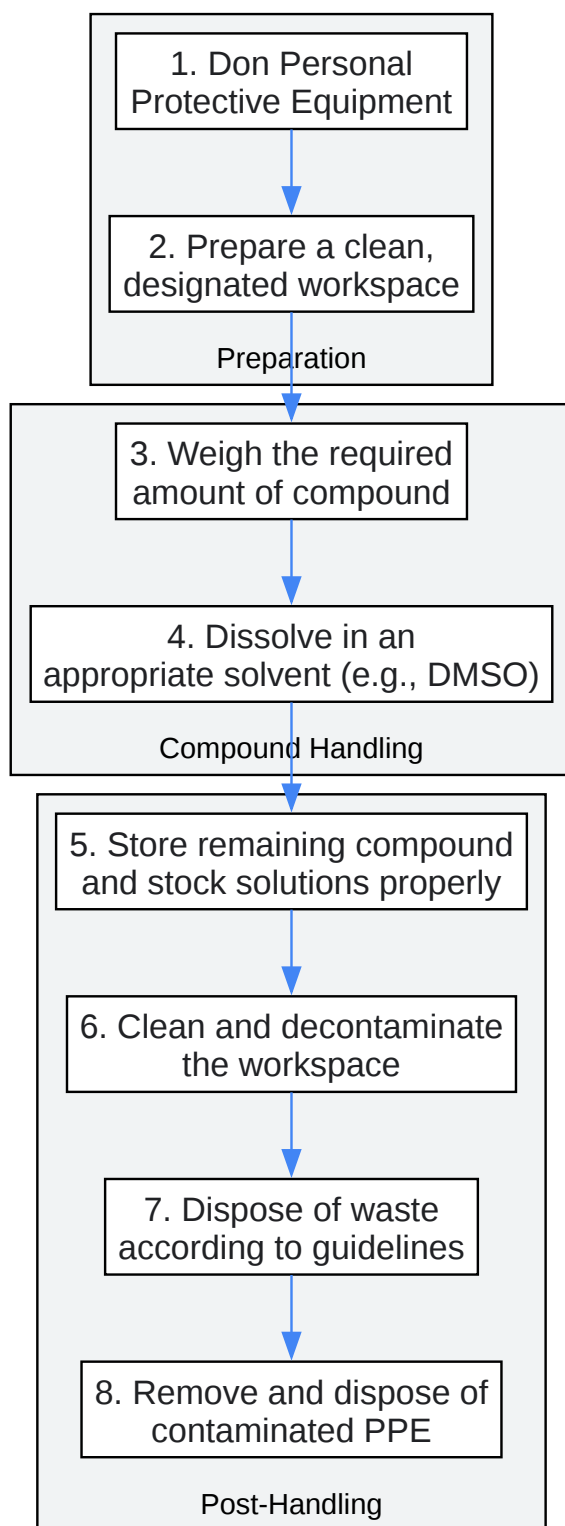 1. Don Personal
Protective Equipment
2. Prepare a clean,
designated workspace
Preparation
3. Weigh the required
amount of compound
4. Dissolve in an
appropriate solvent (e.g., DMSO)
Compound Handling
5. Store remaining compound
and stock solutions properly
6. Clean and decontaminate
the workspace
7. Dispose of waste
according to guidelines
8. Remove and dispose of
contaminated PPE
Post-Handling